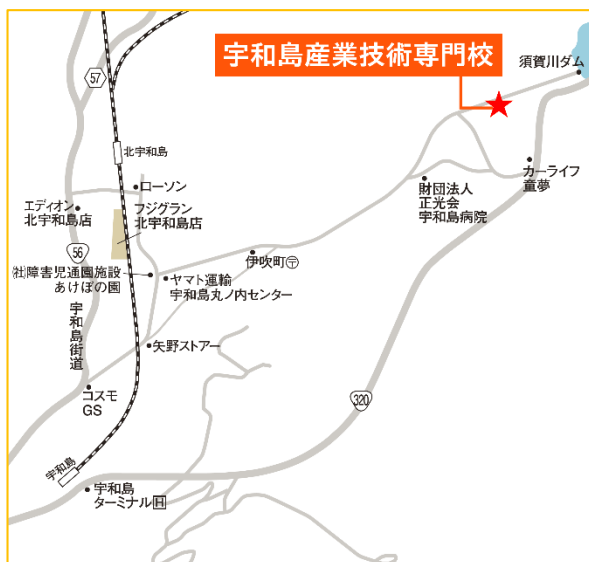 宇和島産業技術専門校
須賀川ダム
57
北宇和島
ローソン
カーライフ
童夢
財団法人
正光会
宇和島病院
エディオン
北宇和島店
フジグラン
北宇和島店
56
伊吹町〶
㈳障害児通園施設
あけぼの園
ヤマト運輸
宇和島丸ノ内センター
宇和島街道
矢野ストアー
コスモ
GS
320
宇和島
宇和島
ターミナルH